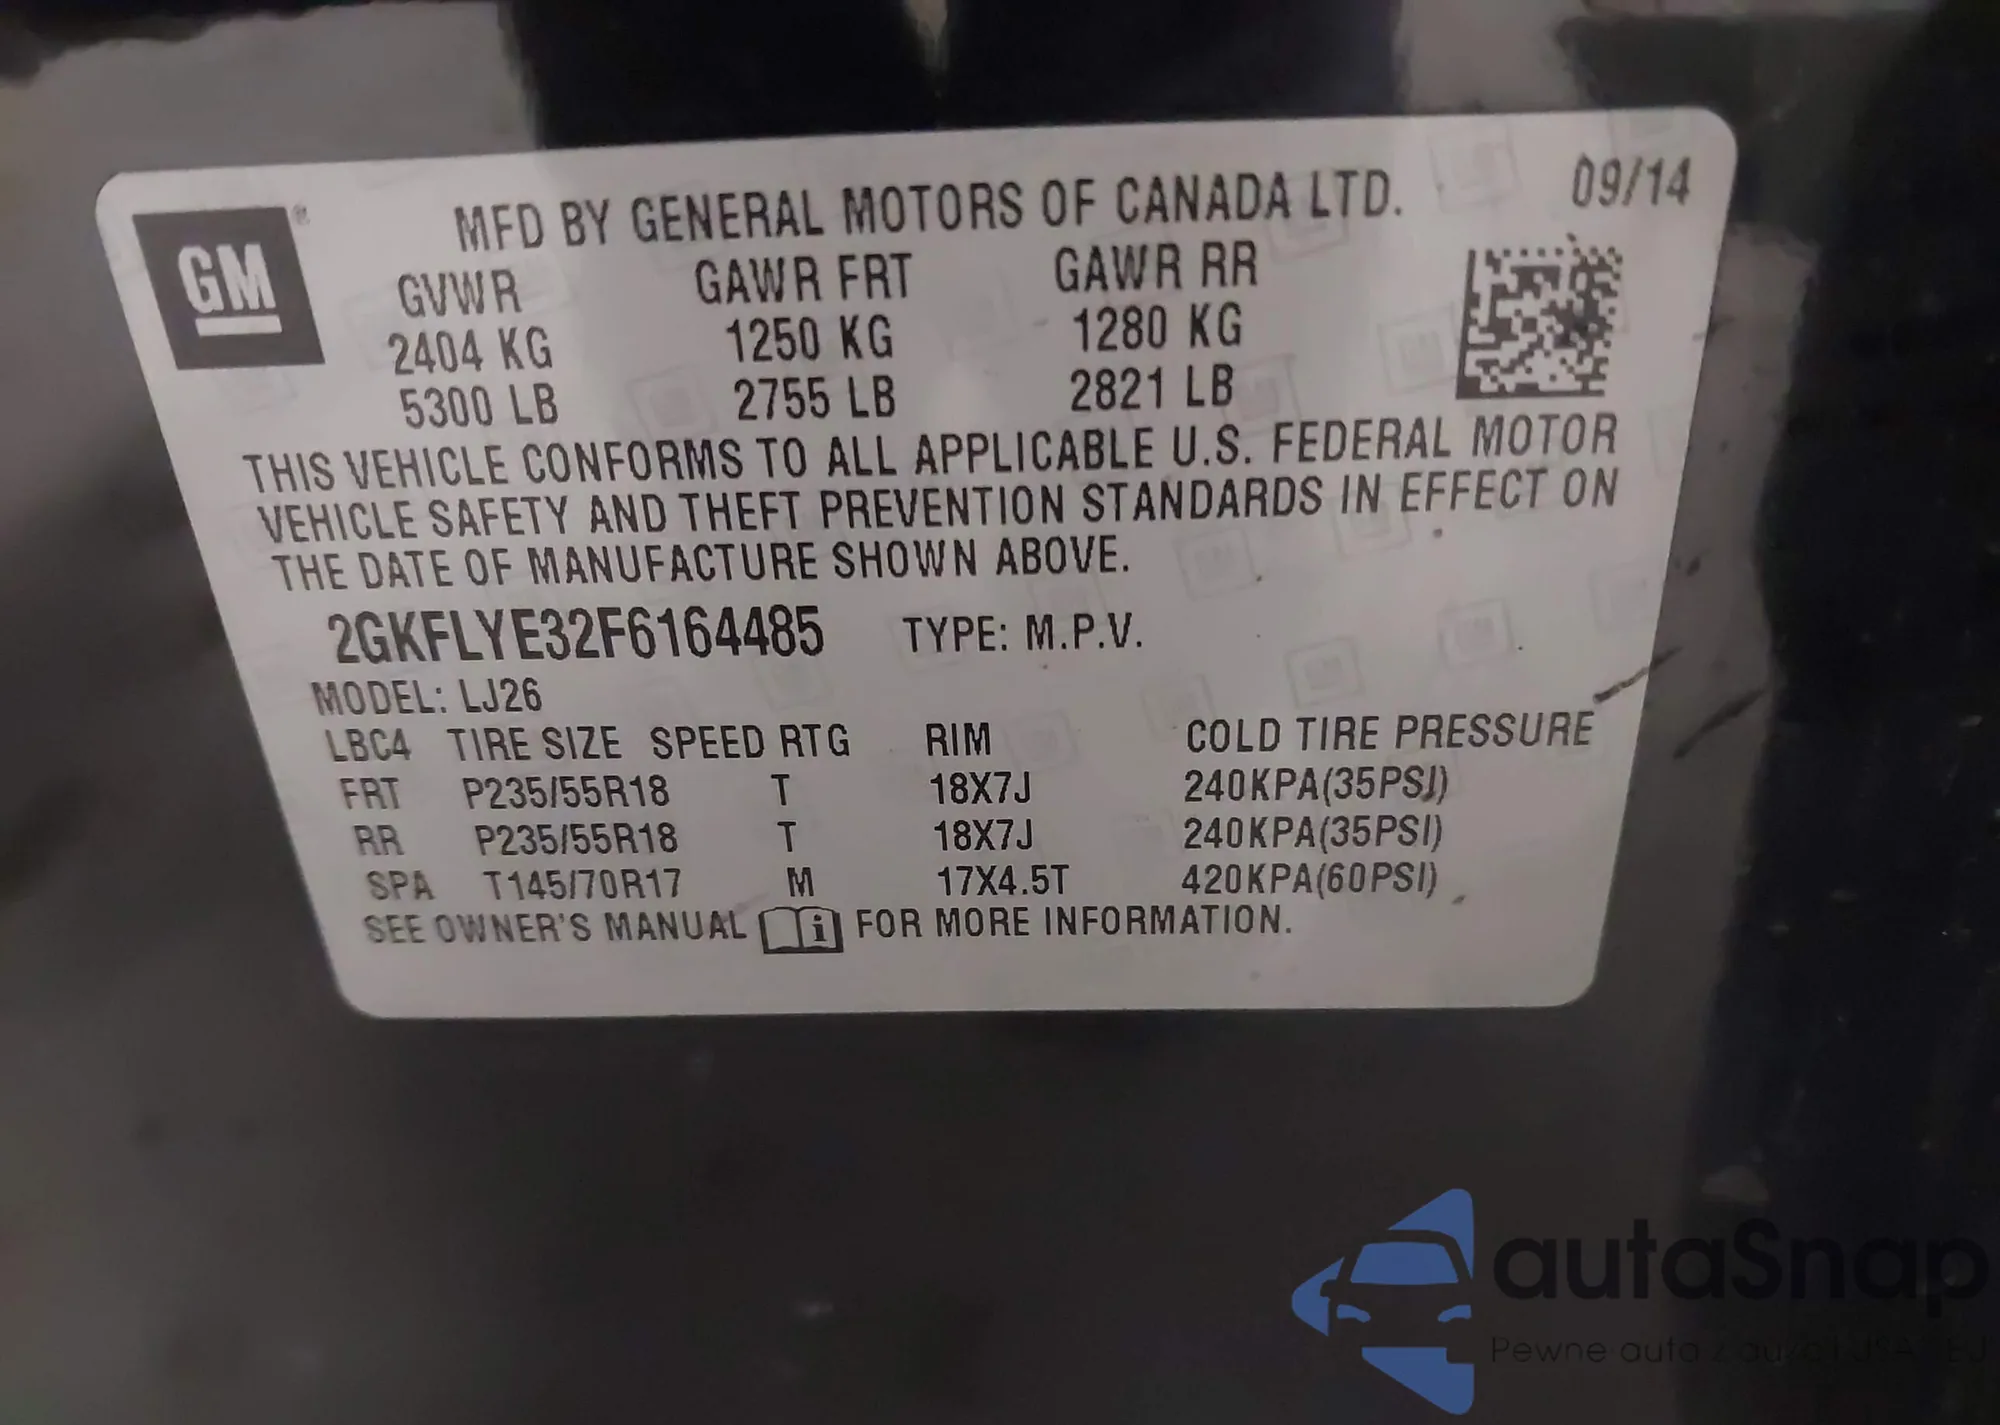 GM ®
MFD BY GENERAL MOTORS OF CANADA LTD. 09/14
GVWR GAWR FRT GAWR RR
2404 KG 1250 KG 1280 KG
5300 LB 2755 LB 2821 LB
THIS VEHICLE CONFORMS TO ALL APPLICABLE U.S. FEDERAL MOTOR
VEHICLE SAFETY AND THEFT PREVENTION STANDARDS IN EFFECT ON
THE DATE OF MANUFACTURE SHOWN ABOVE.
2GKFLYE32F6164485 TYPE: M.P.V.
MODEL: LJ26
LBC4 TIRE SIZE SPEED RTG RIM COLD TIRE PRESSURE
FRT P235/55R18 T 18X7J 240KPA(35PSI)
RR P235/55R18 T 18X7J 240KPA(35PSI)
SPA T145/70R17 M 17X4.5T 420KPA(60PSI)
SEE OWNER'S MANUAL i FOR MORE INFORMATION.
autaSnap
Pewne auto z